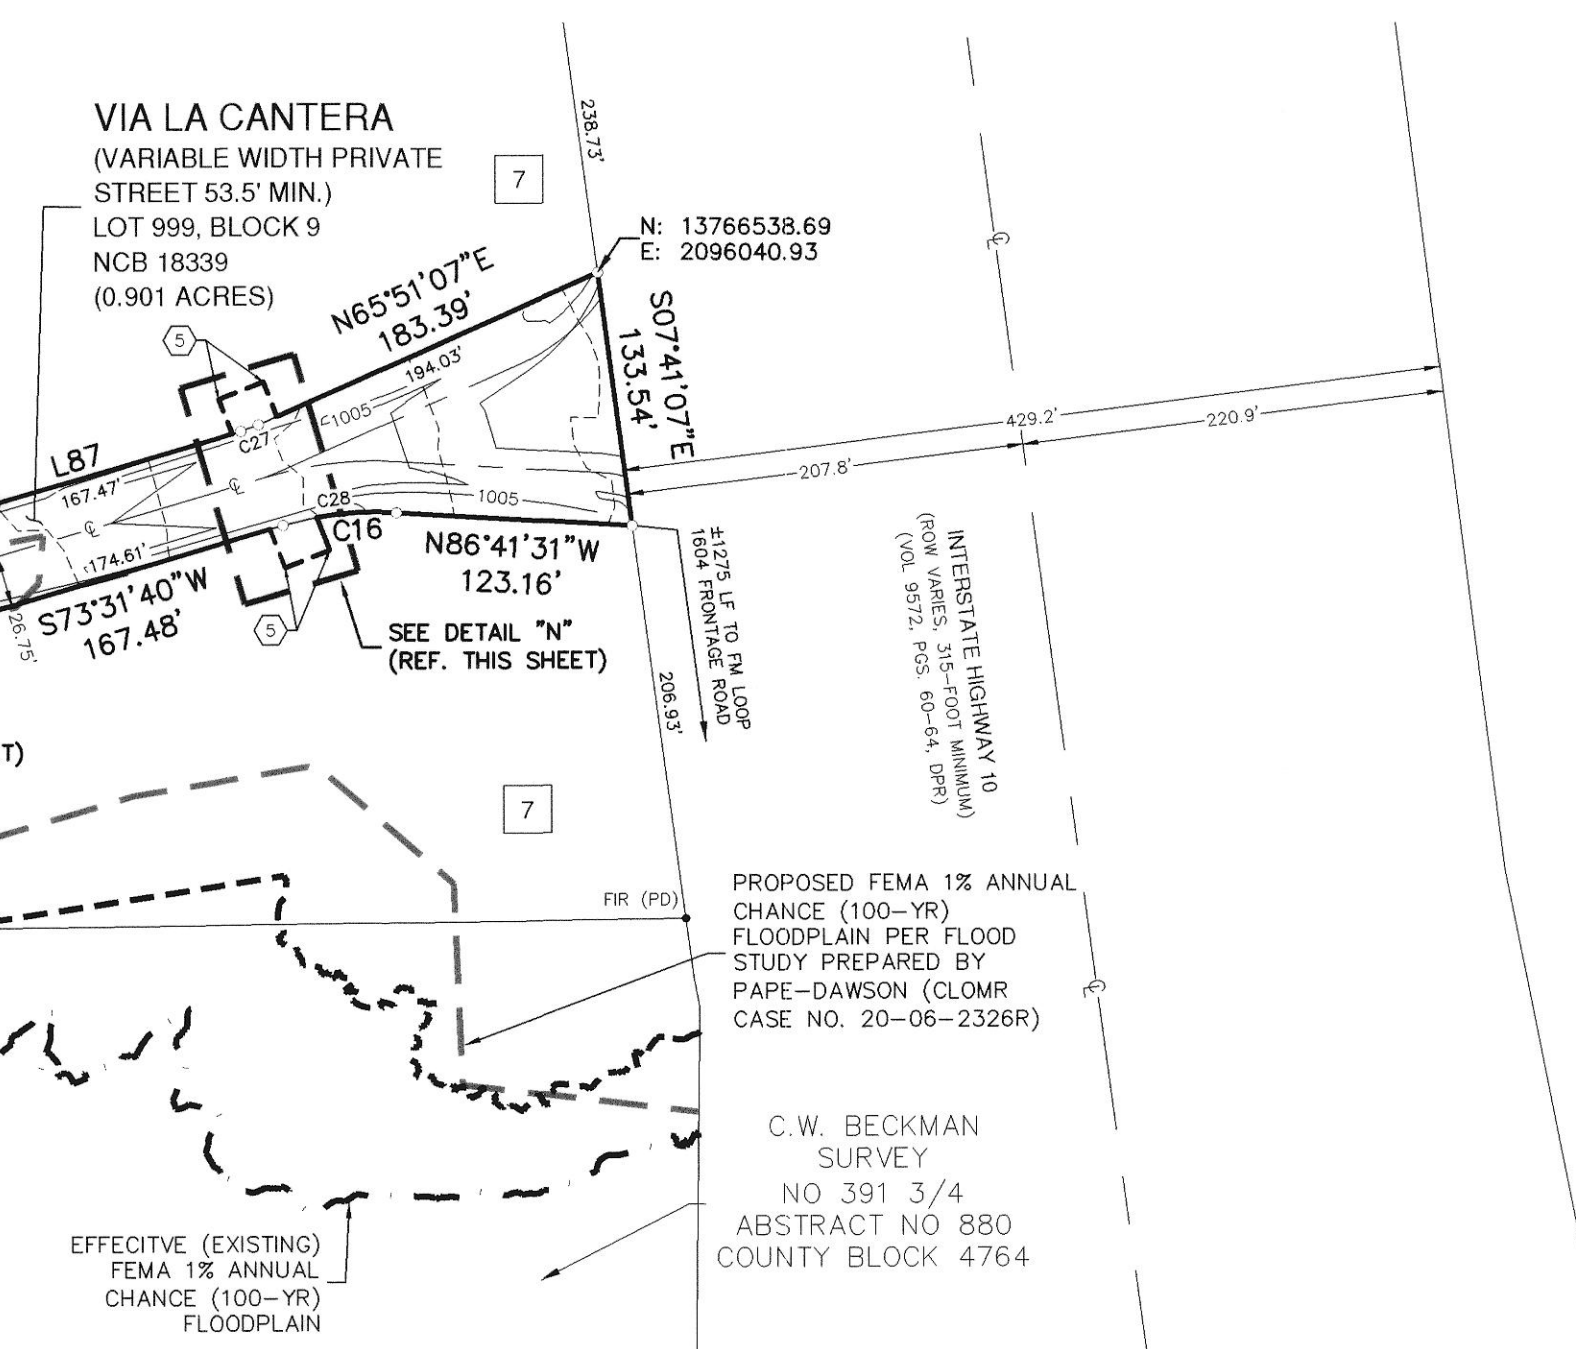 VIA LA CANTERA
(VARIABLE WIDTH PRIVATE
STREET 53.5' MIN.)
LOT 999, BLOCK 9
NCB 18339
(0.901 ACRES)
238.73'
7
N: 13766538.69
E: 2096040.93
N65°51'07"E
183.39'
194.03'
5
S07°41'07"E
133.54'
1005
C27
L87
167.47'
C28
1005
C16
174.61'
S73°31'40"W
167.48'
26.75'
N86°41'31"W
123.16'
5
SEE DETAIL "N"
(REF. THIS SHEET)
429.2'
220.9'
207.8'
±1275 LF TO FM LOOP
1604 FRONTAGE ROAD
206.93'
INTERSTATE HIGHWAY 10
(ROW VARIES, 315-FOOT MINIMUM)
(VOL 9572, PGS. 60-64, DPR)
T)
7
FIR (PD)
PROPOSED FEMA 1% ANNUAL
CHANCE (100-YR)
FLOODPLAIN PER FLOOD
STUDY PREPARED BY
PAPE-DAWSON (CLOMR
CASE NO. 20-06-2326R)
C.W. BECKMAN
SURVEY
NO 391 3/4
ABSTRACT NO 880
COUNTY BLOCK 4764
EFFECITVE (EXISTING)
FEMA 1% ANNUAL
CHANCE (100-YR)
FLOODPLAIN